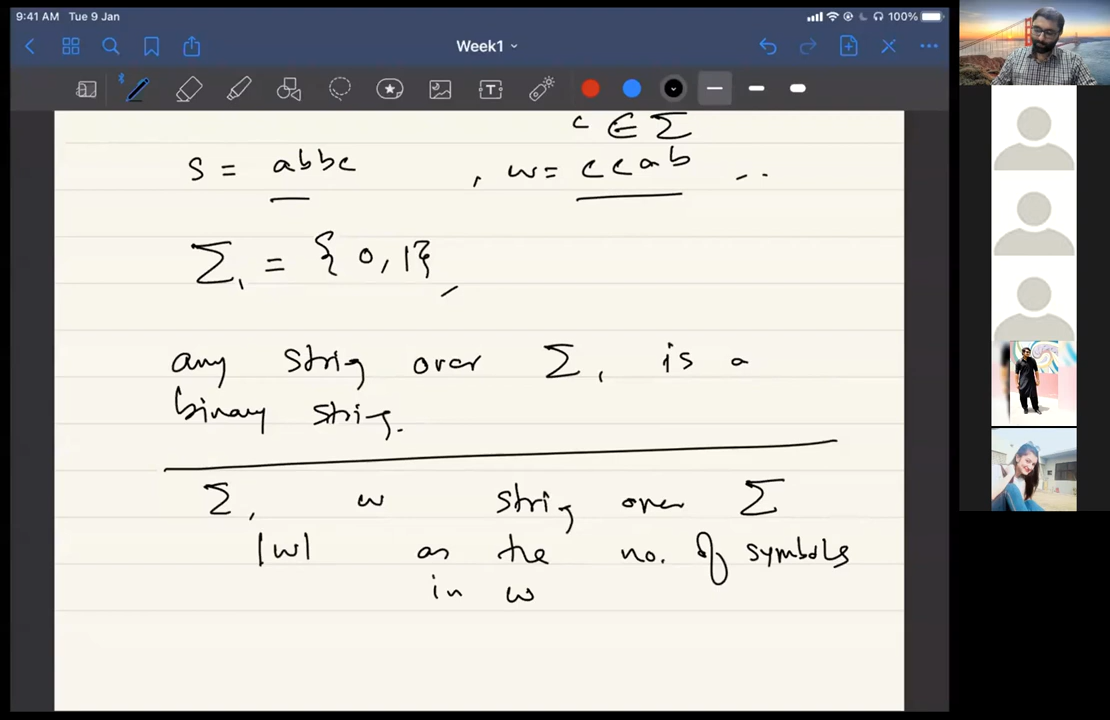 9:41 AM Tue 9 Jan
100%
Week1
T
c ∈ Σ
s = abbc , w = ccab ...
Σ₁ = {0, 1},
any string over Σ₁ is a
binary string.
Σ, w string over Σ
|w| as the no. of symbols
in w